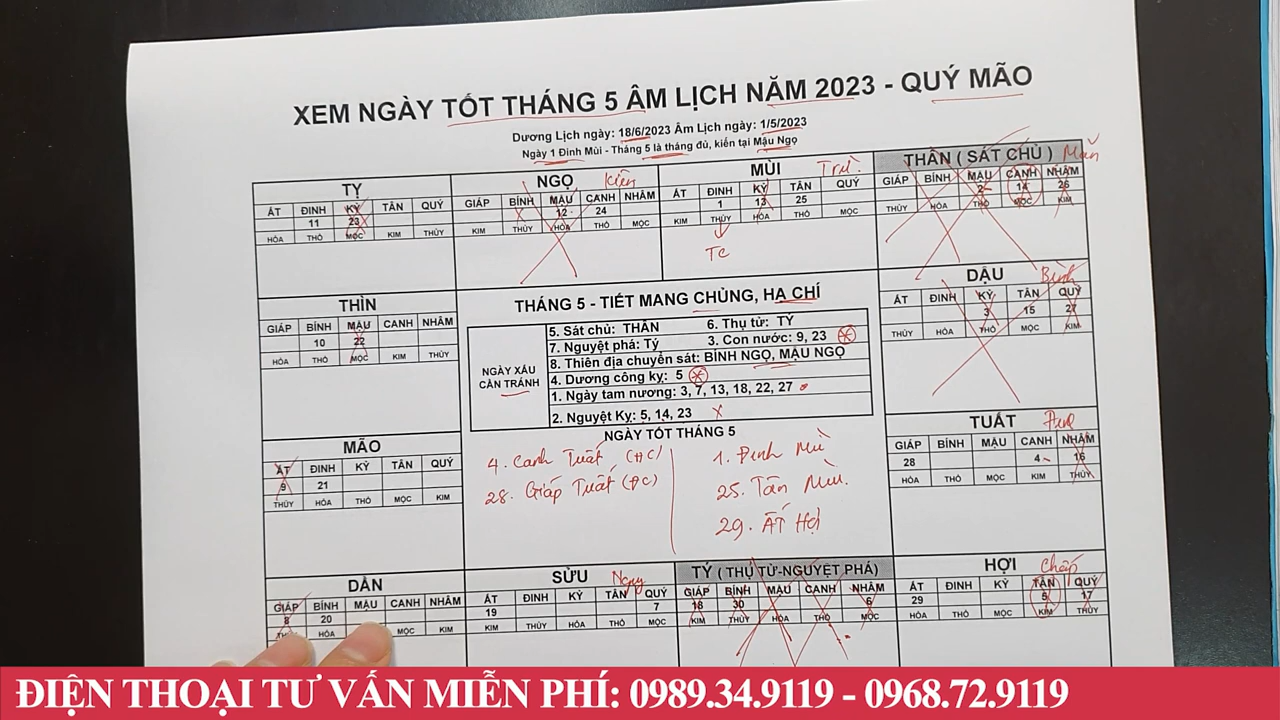 XEM NGÀY TỐT THÁNG 5 ÂM LỊCH NĂM 2023 - QUÝ MÃO
Dương Lịch ngày: 18/6/2023 Âm Lịch ngày: 1/5/2023
Ngày 1 Đinh Mùi - Tháng 5 là tháng đủ, kiến tại Mậu Ngọ
TỴ
ẤT ĐINH KỶ TÂN QUÝ
11 23
HỎA THỔ MỘC KIM THỦY
NGỌ Kiên
GIÁP BÍNH MẬU CANH NHÂM
12 24
KIM THỦY HỎA THỔ MỘC
MÙI Trừ
ẤT ĐINH KỶ TÂN QUÝ
1 13 25
KIM THỦY HỎA THỔ MỘC
TC
THÂN ( SÁT CHỦ ) Mãn
GIÁP BÍNH MẬU CANH NHÂM
2 14 26
THỦY HỎA THỔ MỘC KIM
THÌN
GIÁP BÍNH MẬU CANH NHÂM
10 22
HỎA THỔ MỘC KIM THỦY
THÁNG 5 - TIẾT MANG CHỦNG, HẠ CHÍ
NGÀY XẤU
CẦN TRÁNH
5. Sát chủ: THÂN 6. Thụ tử: TÝ
7. Nguyệt phá: Tý 3. Con nước: 9, 23
8. Thiên địa chuyển sát: BÍNH NGỌ, MẬU NGỌ
4. Dương công kỵ: 5
1. Ngày tam nương: 3, 7, 13, 18, 22, 27
2. Nguyệt Kỵ: 5, 14, 23
DẬU Bình
ẤT ĐINH KỶ TÂN QUÝ
3 15 27
THỦY HỎA THỔ MỘC KIM
MÃO
ẤT ĐINH KỶ TÂN QUÝ
9 21
THỦY HỎA THỔ MỘC KIM
NGÀY TỐT THÁNG 5
4. Canh Tuất (ĐC)
28. Giáp Tuất (ĐC)
1. Đinh Mùi
25. Tân Mùi.
29. Ất Hợi
TUẤT
GIÁP BÍNH MẬU CANH NHÂM
28 4 16
HỎA THỔ MỘC KIM THỦY
DẦN
GIÁP BÍNH MẬU CANH NHÂM
8 20
HỎA MỘC KIM
SỬU Nguy
ẤT ĐINH KỶ TÂN QUÝ
19 7
KIM THỦY HỎA THỔ MỘC
TÝ ( THỤ TỬ-NGUYỆT PHÁ)
GIÁP BÍNH MẬU CANH NHÂM
18 30 6
KIM THỦY HỎA THỔ MỘC
HỢI Chấp
ẤT ĐINH KỶ TÂN QUÝ
29 5 17
HỎA THỔ MỘC KIM THỦY
ĐIỆN THOẠI TƯ VẤN MIỄN PHÍ: 0989.34.9119 - 0968.72.9119